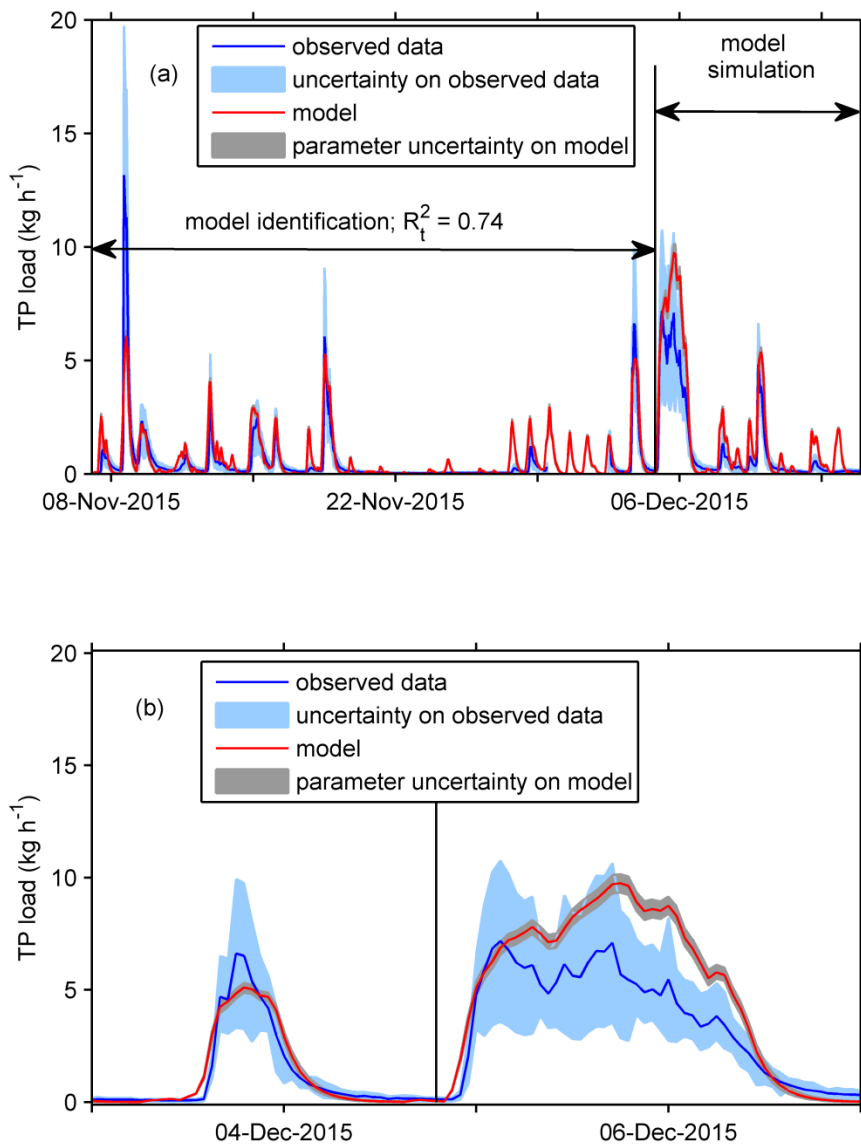 20
(a)
observed data
uncertainty on observed data
model
parameter uncertainty on model
model
simulation
15
model identification; R_t^2 = 0.74
10
TP load (kg h⁻¹)
5
0
08-Nov-2015
22-Nov-2015
06-Dec-2015
20
(b)
observed data
uncertainty on observed data
model
parameter uncertainty on model
15
TP load (kg h⁻¹)
10
5
0
04-Dec-2015
06-Dec-2015